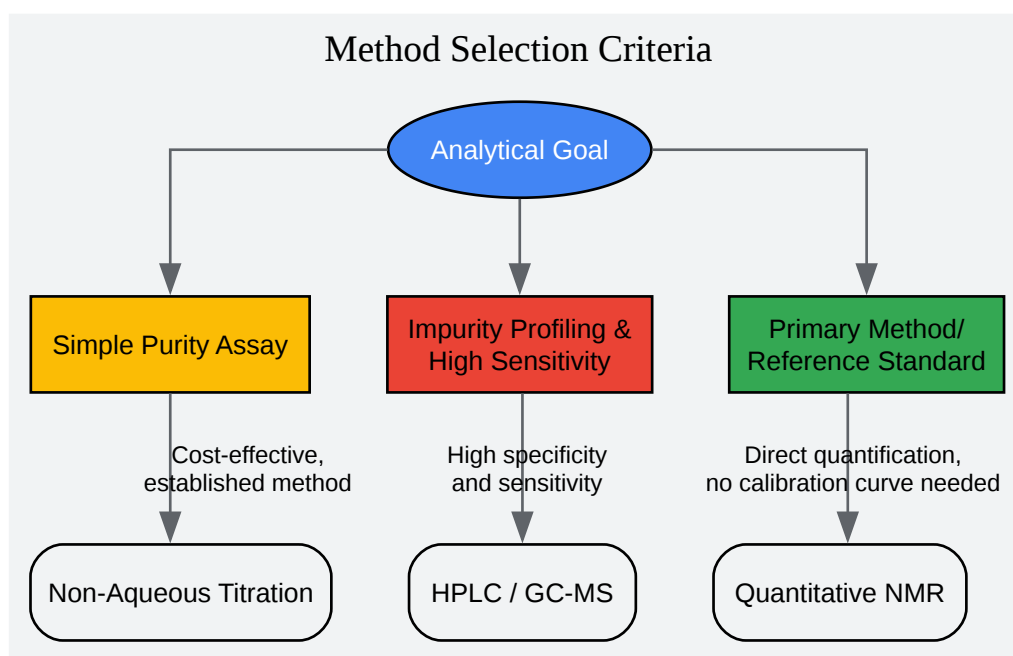 Method Selection Criteria
Analytical Goal
Simple Purity Assay
Impurity Profiling &
High Sensitivity
Primary Method/
Reference Standard
Cost-effective,
established method
High specificity
and sensitivity
Direct quantification,
no calibration curve needed
Non-Aqueous Titration
HPLC / GC-MS
Quantitative NMR